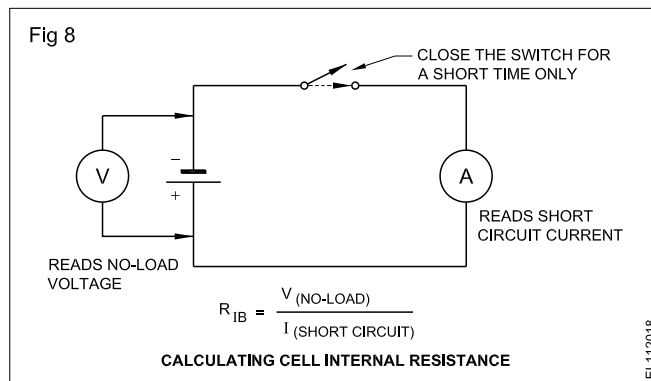 Fig 8
CLOSE THE SWITCH FOR
A SHORT TIME ONLY
V
–
+
A
READS SHORT
CIRCUIT CURRENT
READS NO-LOAD
VOLTAGE
R IB = V (NO-LOAD)
I (SHORT CIRCUIT)
CALCULATING CELL INTERNAL RESISTANCE
EL112018